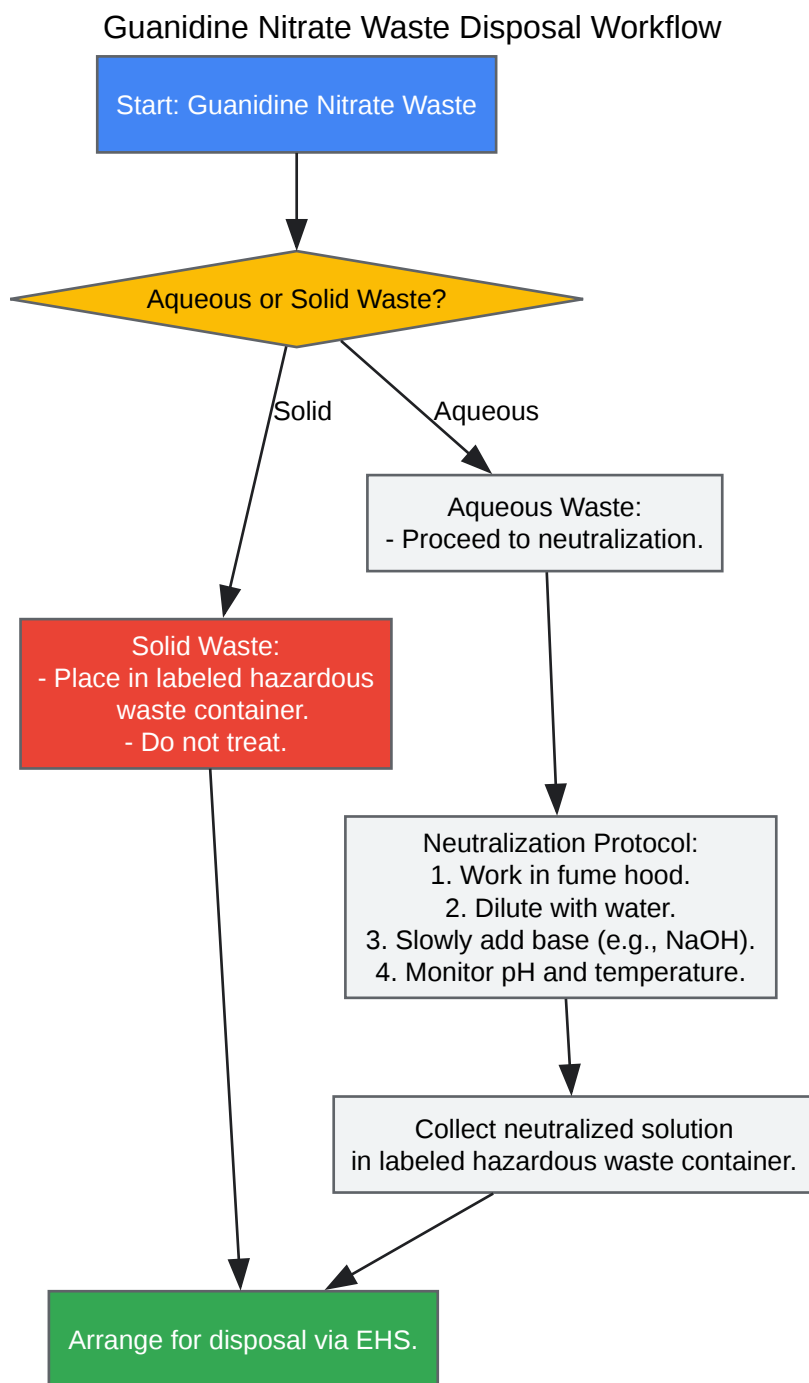 Guanidine Nitrate Waste Disposal Workflow
Start: Guanidine Nitrate Waste
Aqueous or Solid Waste?
Solid
Aqueous
Aqueous Waste:
- Proceed to neutralization.
Solid Waste:
- Place in labeled hazardous
waste container.
- Do not treat.
Neutralization Protocol:
1. Work in fume hood.
2. Dilute with water.
3. Slowly add base (e.g., NaOH).
4. Monitor pH and temperature.
Collect neutralized solution
in labeled hazardous waste container.
Arrange for disposal via EHS.